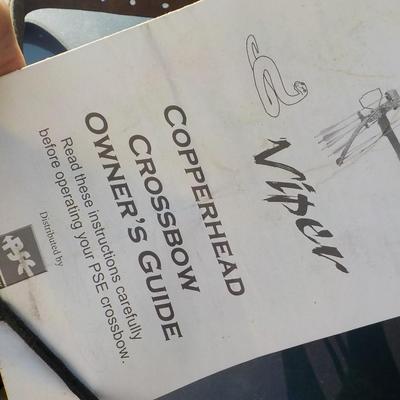 Viper
COPPERHEAD
CROSSBOW
OWNER'S GUIDE
Read these instructions carefully
before operating your PSE crossbow.
Distributed by